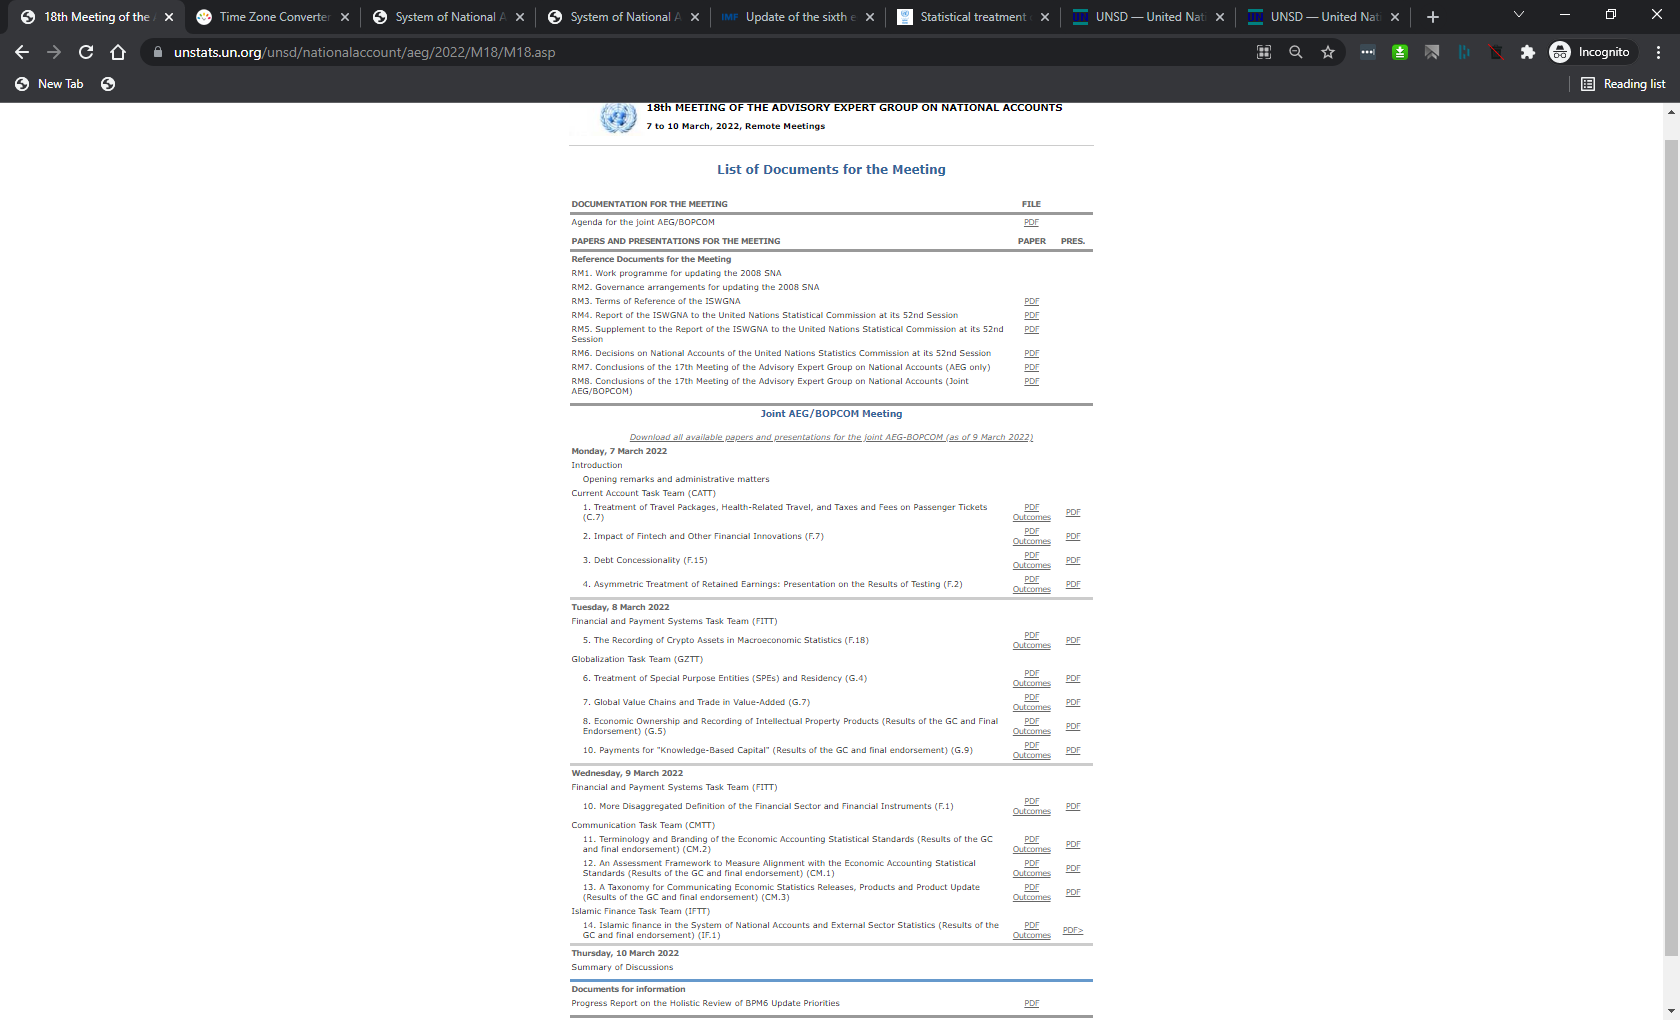 18th Meeting of the
Time Zone Converter
System of National A
System of National A
IMF Update of the sixth e
Statistical treatment
UNSD — United Nati
UNSD — United Nati
unstats.un.org/unsd/nationalaccount/aeg/2022/M18/M18.asp
Incognito
New Tab
Reading list
18th MEETING OF THE ADVISORY EXPERT GROUP ON NATIONAL ACCOUNTS
7 to 10 March, 2022, Remote Meetings
List of Documents for the Meeting
DOCUMENTATION FOR THE MEETING FILE
Agenda for the joint AEG/BOPCOM PDF
PAPERS AND PRESENTATIONS FOR THE MEETING PAPER PRES.
Reference Documents for the Meeting
RM1. Work programme for updating the 2008 SNA
RM2. Governance arrangements for updating the 2008 SNA
RM3. Terms of Reference of the ISWGNA PDF
RM4. Report of the ISWGNA to the United Nations Statistical Commission at its 52nd Session PDF
RM5. Supplement to the Report of the ISWGNA to the United Nations Statistical Commission at its 52nd PDF
Session
RM6. Decisions on National Accounts of the United Nations Statistics Commission at its 52nd Session PDF
RM7. Conclusions of the 17th Meeting of the Advisory Expert Group on National Accounts (AEG only) PDF
RM8. Conclusions of the 17th Meeting of the Advisory Expert Group on National Accounts (Joint PDF
AEG/BOPCOM)
Joint AEG/BOPCOM Meeting
Download all available papers and presentations for the joint AEG-BOPCOM (as of 9 March 2022)
Monday, 7 March 2022
Introduction
Opening remarks and administrative matters
Current Account Task Team (CATT)
1. Treatment of Travel Packages, Health-Related Travel, and Taxes and Fees on Passenger Tickets PDF
(C.7) Outcomes PDF
PDF
2. Impact of Fintech and Other Financial Innovations (F.7) PDF
Outcomes
PDF
3. Debt Concessionality (F.15) PDF
Outcomes
PDF
4. Asymmetric Treatment of Retained Earnings: Presentation on the Results of Testing (F.2) PDF
Outcomes
Tuesday, 8 March 2022
Financial and Payment Systems Task Team (FITT)
PDF
5. The Recording of Crypto Assets in Macroeconomic Statistics (F.18) PDF
Outcomes
Globalization Task Team (GZTT)
PDF
6. Treatment of Special Purpose Entities (SPEs) and Residency (G.4) PDF
Outcomes
PDF
7. Global Value Chains and Trade in Value-Added (G.7) PDF
Outcomes
8. Economic Ownership and Recording of Intellectual Property Products (Results of the GC and Final PDF
Endorsement) (G.5) Outcomes PDF
PDF
10. Payments for "Knowledge-Based Capital" (Results of the GC and final endorsement) (G.9) PDF
Outcomes
Wednesday, 9 March 2022
Financial and Payment Systems Task Team (FITT)
PDF
10. More Disaggregated Definition of the Financial Sector and Financial Instruments (F.1) PDF
Outcomes
Communication Task Team (CMTT)
11. Terminology and Branding of the Economic Accounting Statistical Standards (Results of the GC PDF
and final endorsement) (CM.2) Outcomes PDF
12. An Assessment Framework to Measure Alignment with the Economic Accounting Statistical PDF
Standards (Results of the GC and final endorsement) (CM.1) Outcomes PDF
13. A Taxonomy for Communicating Economic Statistics Releases, Products and Product Update PDF
(Results of the GC and final endorsement) (CM.3) Outcomes PDF
Islamic Finance Task Team (IFTT)
14. Islamic finance in the System of National Accounts and External Sector Statistics (Results of the PDF
GC and final endorsement) (IF.1) Outcomes PDF>
Thursday, 10 March 2022
Summary of Discussions
Documents for information
Progress Report on the Holistic Review of BPM6 Update Priorities PDF